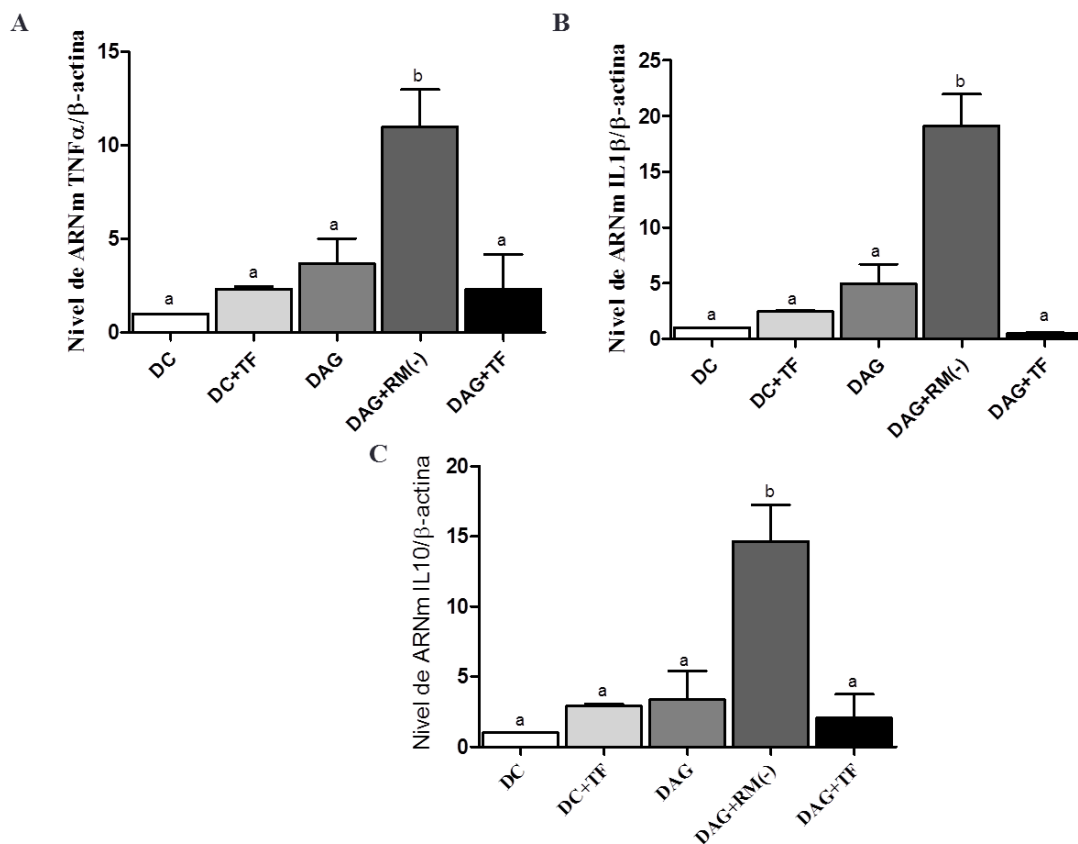 A
Nivel de ARNm TNFα/β-actina
15
10
5
0
a
a
a
b
a
DC
DC+TF
DAG
DAG+RM(-)
DAG+TF
B
Nivel de ARNm IL1β/β-actina
25
20
15
10
5
0
a
a
a
b
a
DC
DC+TF
DAG
DAG+RM(-)
DAG+TF
C
Nivel de ARNm IL10/β-actina
20
15
10
5
0
a
a
a
b
a
DC
DC+TF
DAG
DAG+RM(-)
DAG+TF